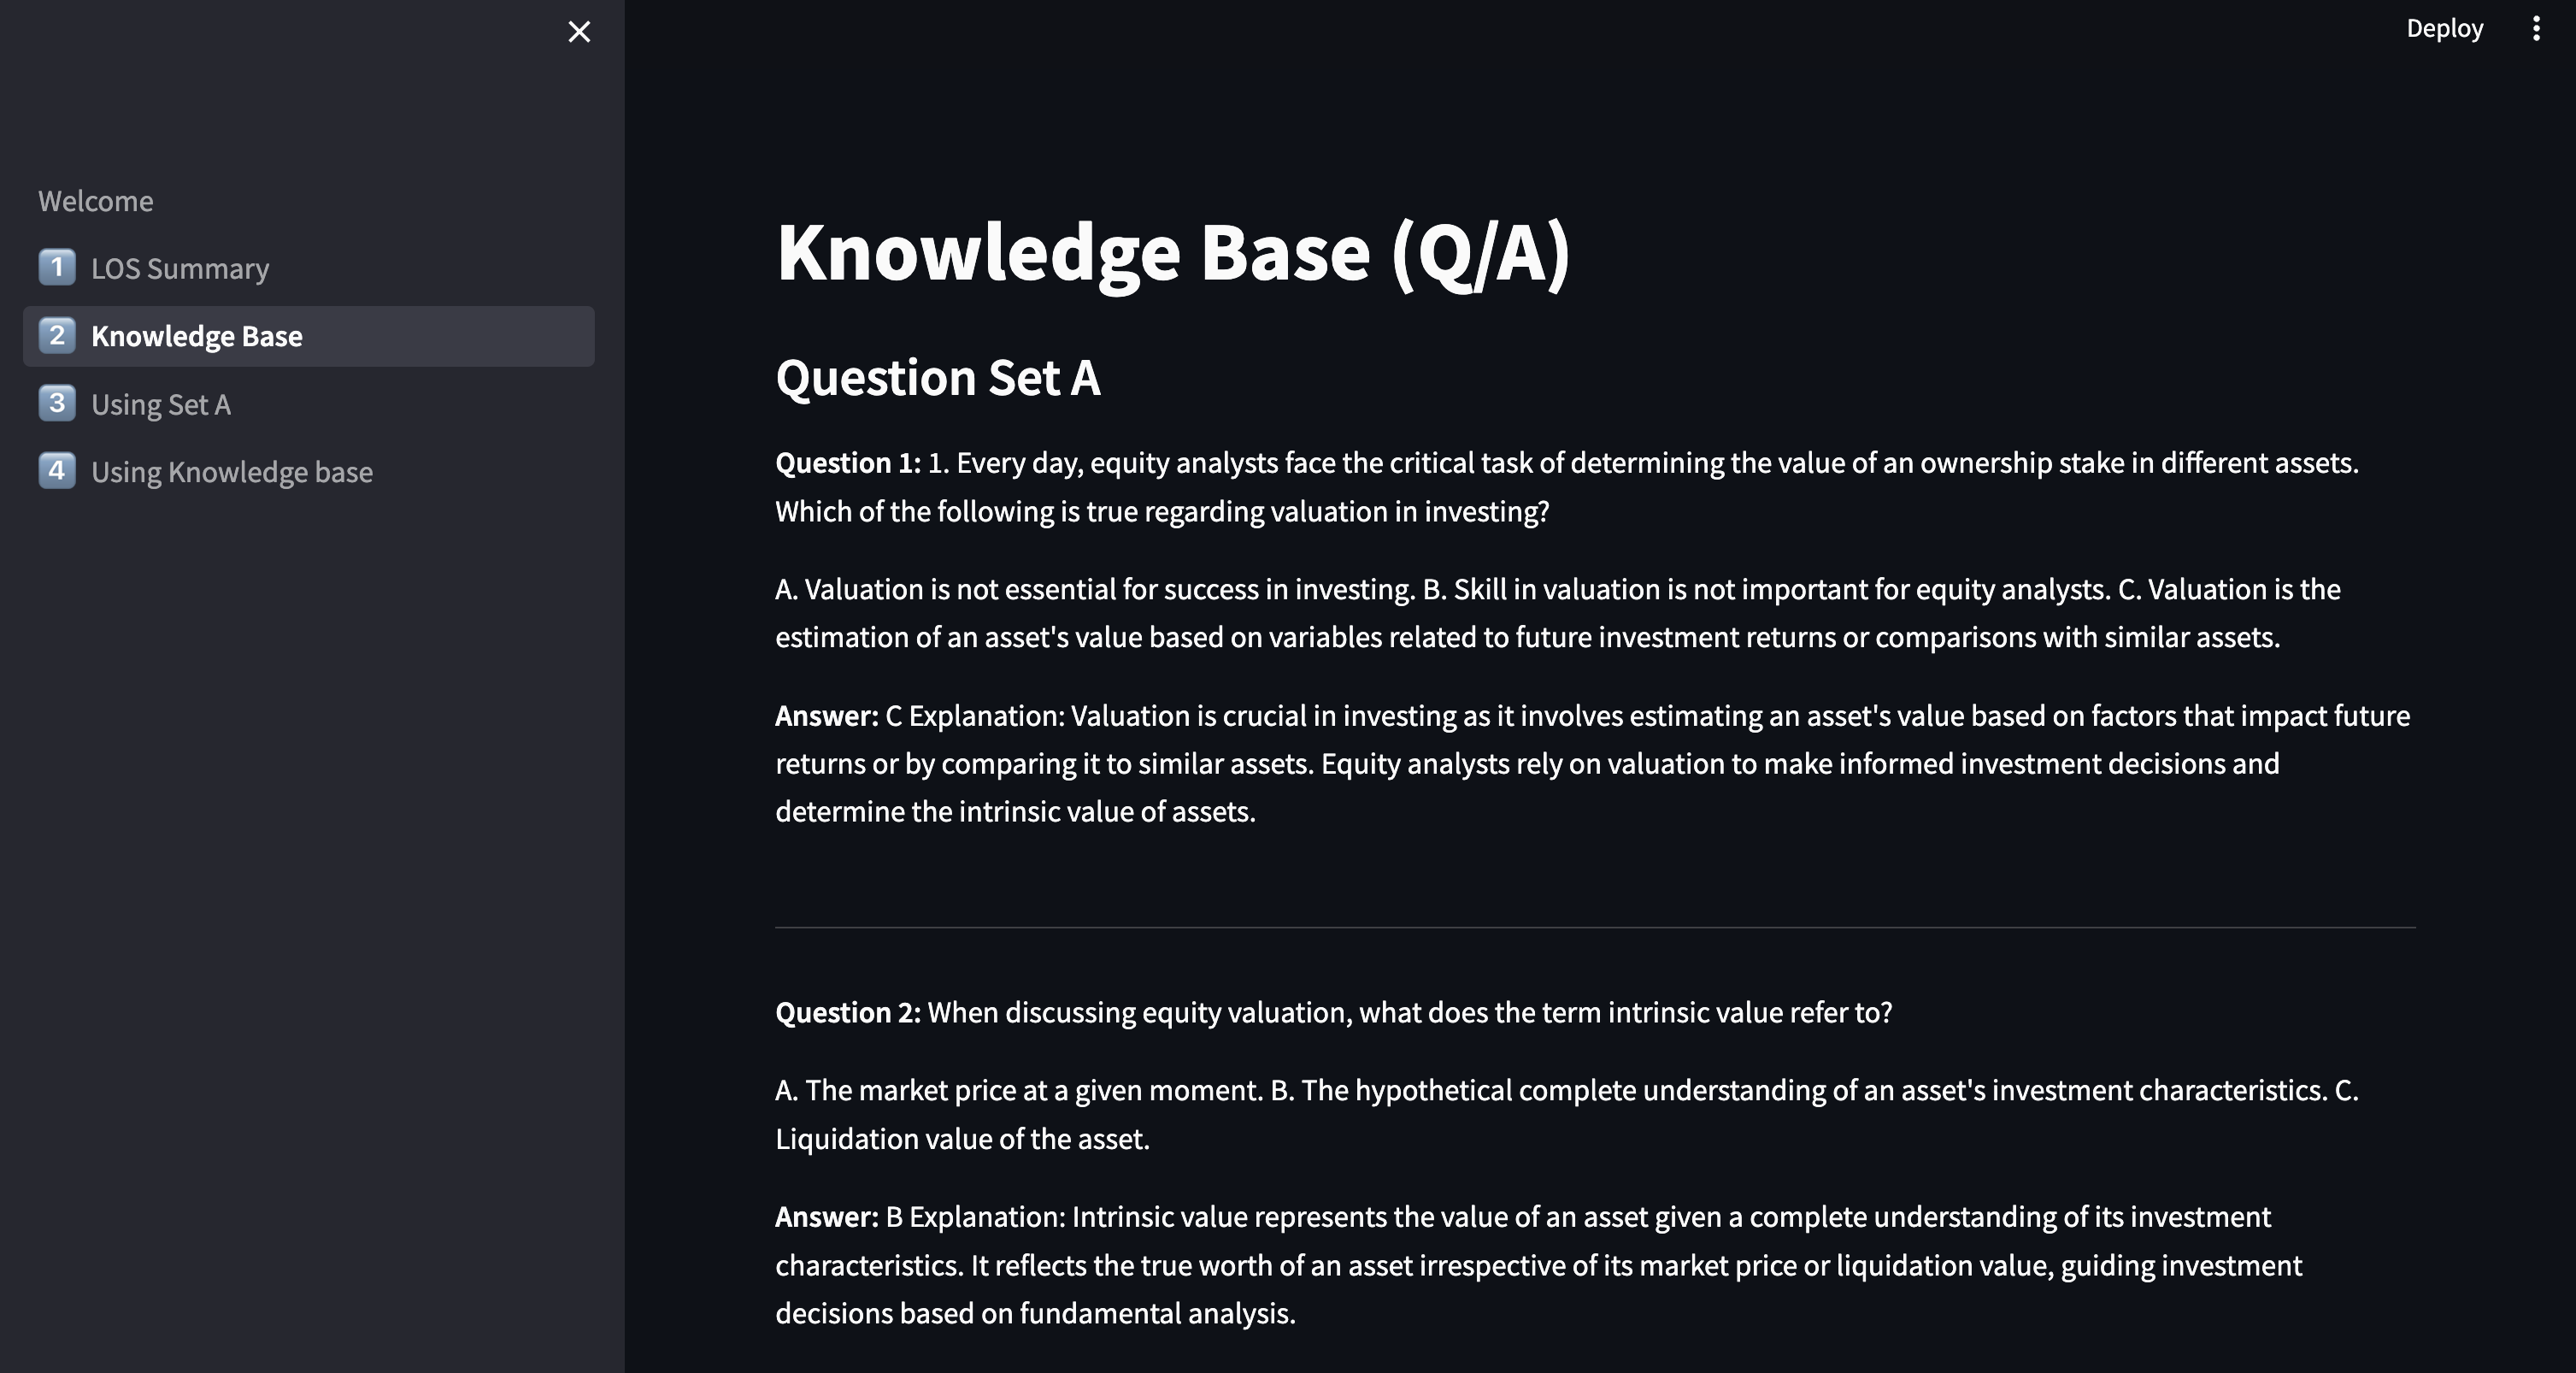 Deploy
Welcome
1 LOS Summary
2 Knowledge Base
3 Using Set A
4 Using Knowledge base
Knowledge Base (Q/A)
Question Set A
Question 1: 1. Every day, equity analysts face the critical task of determining the value of an ownership stake in different assets.
Which of the following is true regarding valuation in investing?
A. Valuation is not essential for success in investing. B. Skill in valuation is not important for equity analysts. C. Valuation is the
estimation of an asset's value based on variables related to future investment returns or comparisons with similar assets.
Answer: C Explanation: Valuation is crucial in investing as it involves estimating an asset's value based on factors that impact future
returns or by comparing it to similar assets. Equity analysts rely on valuation to make informed investment decisions and
determine the intrinsic value of assets.
Question 2: When discussing equity valuation, what does the term intrinsic value refer to?
A. The market price at a given moment. B. The hypothetical complete understanding of an asset's investment characteristics. C.
Liquidation value of the asset.
Answer: B Explanation: Intrinsic value represents the value of an asset given a complete understanding of its investment
characteristics. It reflects the true worth of an asset irrespective of its market price or liquidation value, guiding investment
decisions based on fundamental analysis.